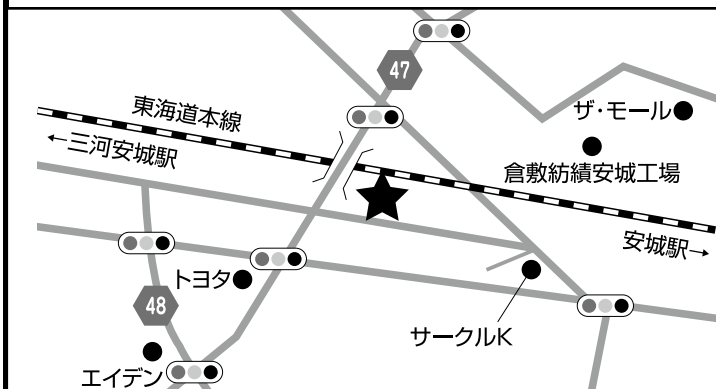 47
東海道本線
←三河安城駅
ザ・モール
倉敷紡績安城工場
安城駅→
トヨタ
48
サークルK
エイデン